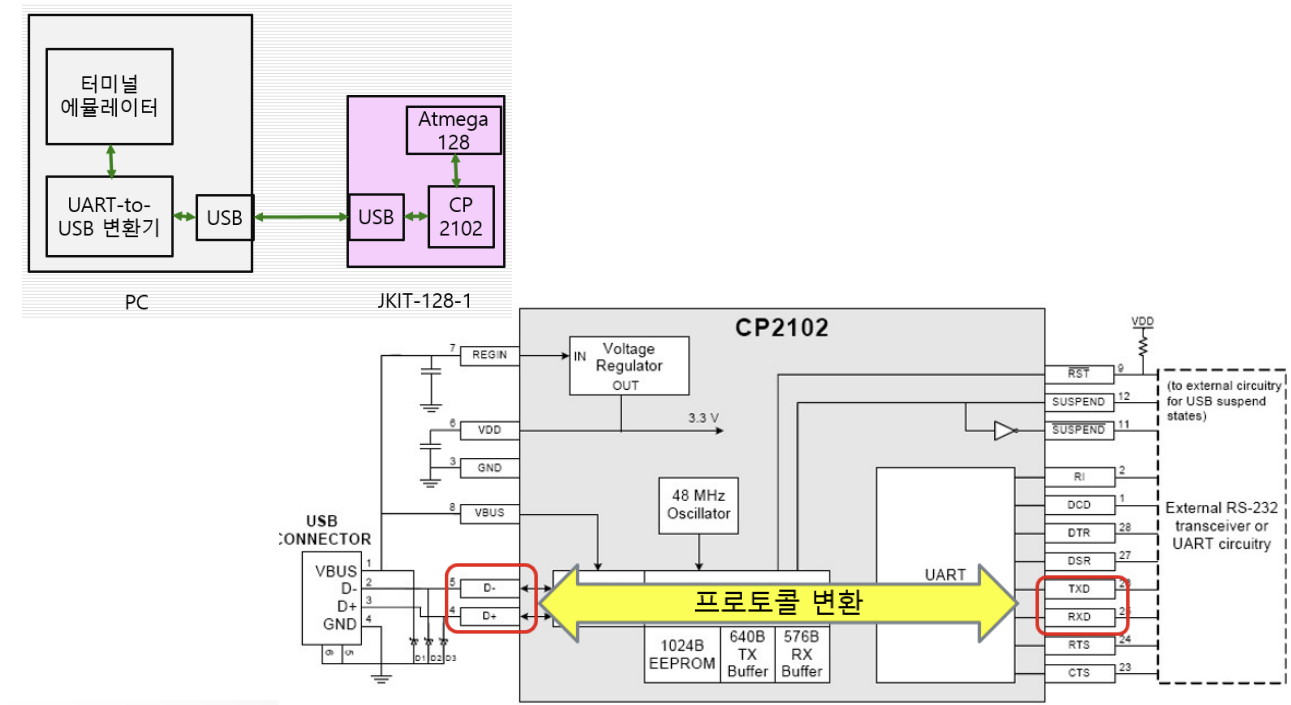 터미널
에뮬레이터
UART-to-
USB 변환기
USB
PC
Atmega
128
USB
CP
2102
JKIT-128-1
CP2102
7
REGIN
IN
Voltage
Regulator
OUT
6
VDD
3.3 V
3
GND
8
VBUS
48 MHz
Oscillator
USB
CONNECTOR
VBUS
1
D-
2
D+
3
GND
4
6
5
D1
D2
D3
5
D-
4
D+
프로토콜 변환
1024B
EEPROM
640B
TX
Buffer
576B
RX
Buffer
UART
VDD
RST
9
SUSPEND
12
SUSPEND
11
RI
2
DCD
1
DTR
28
DSR
27
TXD
RXD
RTS
24
CTS
23
(to external circuitry
for USB suspend
states)
External RS-232
transceiver or
UART circuitry